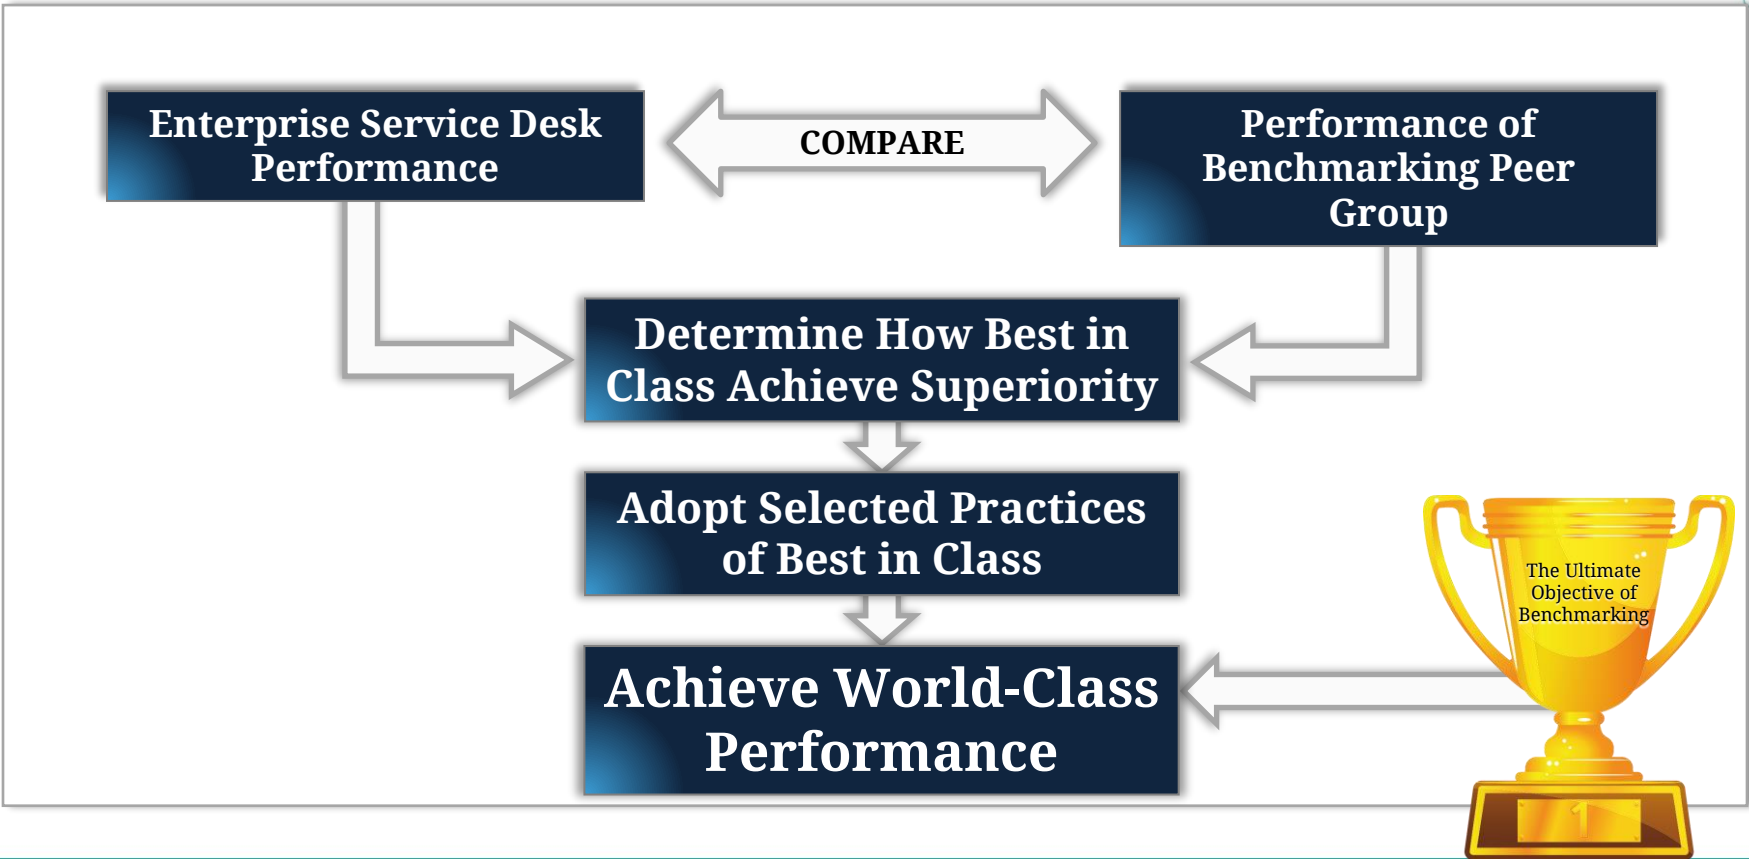 Enterprise Service Desk
Performance
COMPARE
Performance of
Benchmarking Peer
Group
Determine How Best in
Class Achieve Superiority
Adopt Selected Practices
of Best in Class
The Ultimate
Objective of
Benchmarking
Achieve World-Class
Performance
1